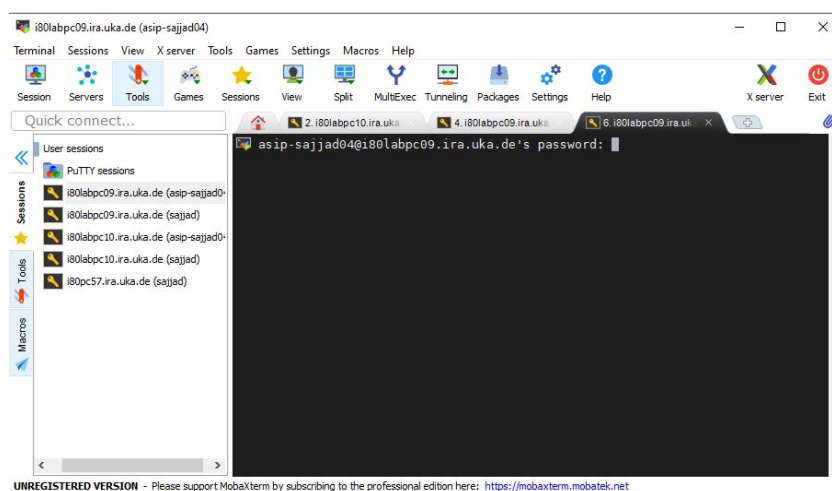 i80labpc09.ira.uka.de (asip-sajjad04)
Terminal Sessions View X server Tools Games Settings Macros Help
Session Servers Tools Games Sessions View Split MultiExec Tunneling Packages Settings Help X server Exit
Quick connect...
2. i80labpc10.ira.uka. 4. i80labpc09.ira.uka 6. i80labpc09.ira.uk
User sessions
PuTTY sessions
i80labpc09.ira.uka.de (asip-sajjad0
i80labpc09.ira.uka.de (sajjad)
i80labpc10.ira.uka.de (asip-sajjad0
i80labpc10.ira.uka.de (sajjad)
i80pc57.ira.uka.de (sajjad)
Sessions
Tools
Macros
asip-sajjad04@i80labpc09.ira.uka.de's password:
UNREGISTERED VERSION - Please support MobaXterm by subscribing to the professional edition here: https://mobaxterm.mobatek.net